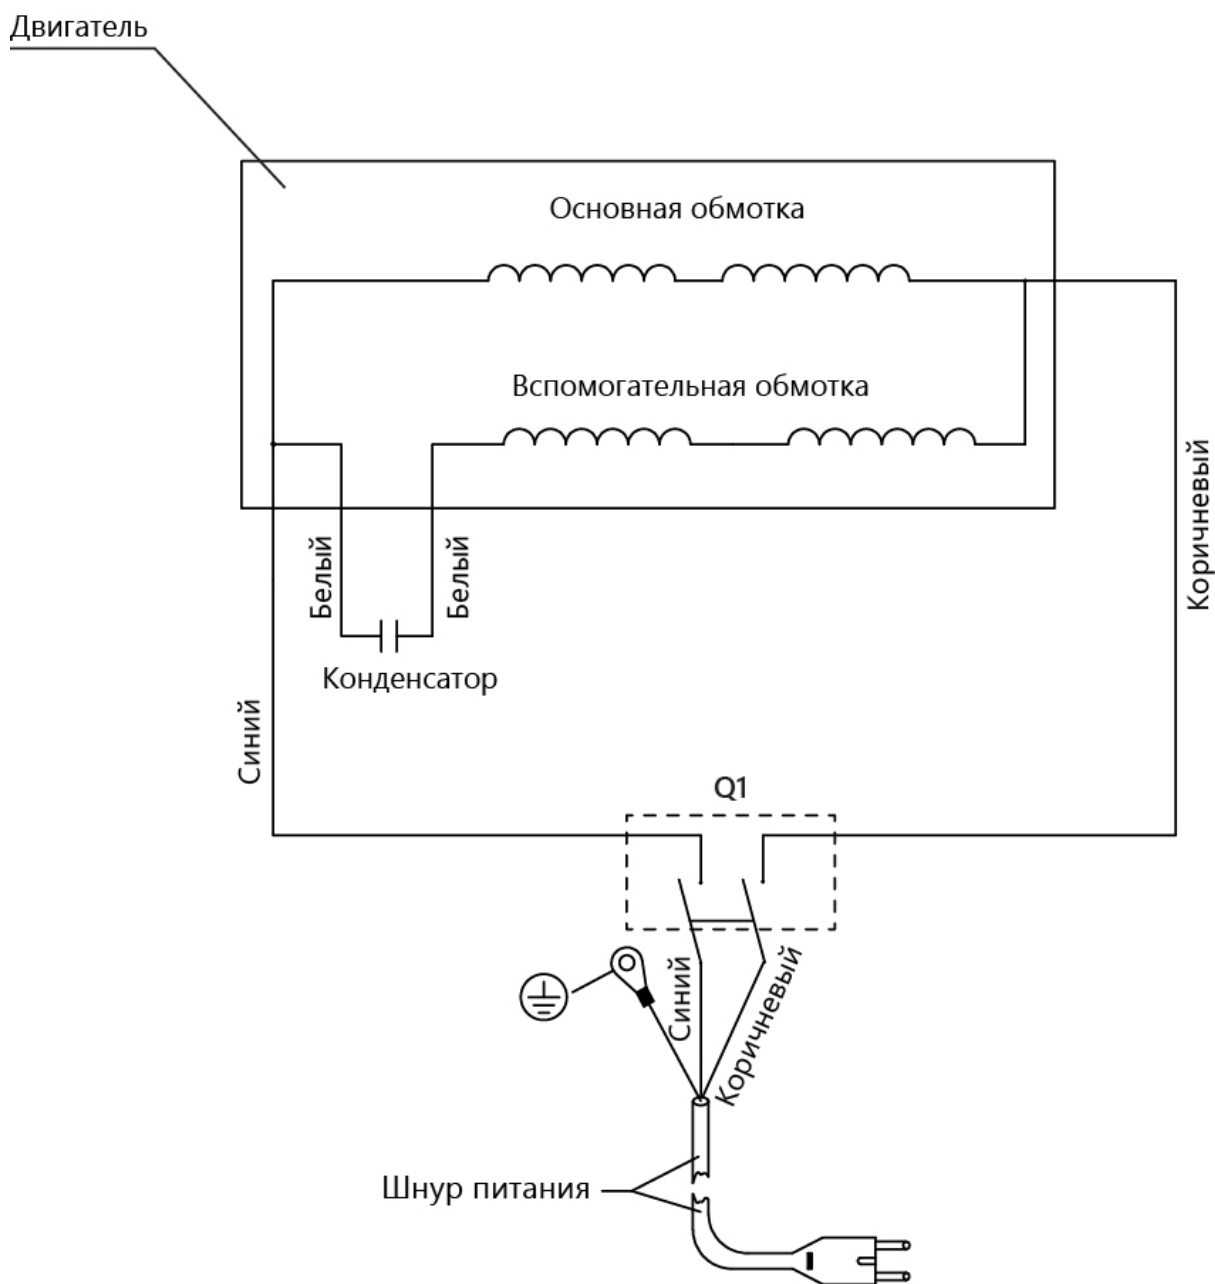 Двигатель
Основная обмотка
Вспомогательная обмотка
Коричневый
Белый
Белый
Конденсатор
Синий
Q1
Синий
Коричневый
Шнур питания